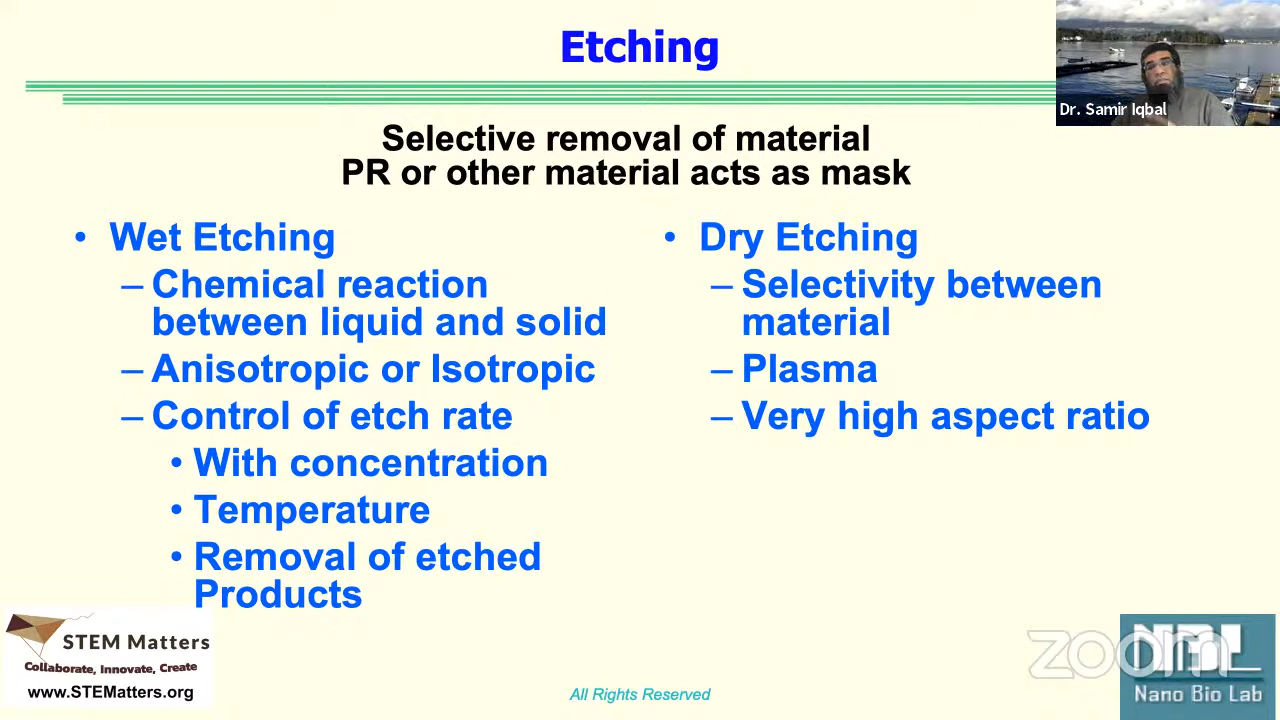 Etching
Dr. Samir Iqbal
Selective removal of material
PR or other material acts as mask
• Wet Etching
– Chemical reaction
between liquid and solid
– Anisotropic or Isotropic
– Control of etch rate
• With concentration
• Temperature
• Removal of etched
Products
• Dry Etching
– Selectivity between
material
– Plasma
– Very high aspect ratio
STEM Matters
Collaborate, Innovate, Create
www.STEMatters.org
All Rights Reserved
zoom
NBL
Nano Bio Lab